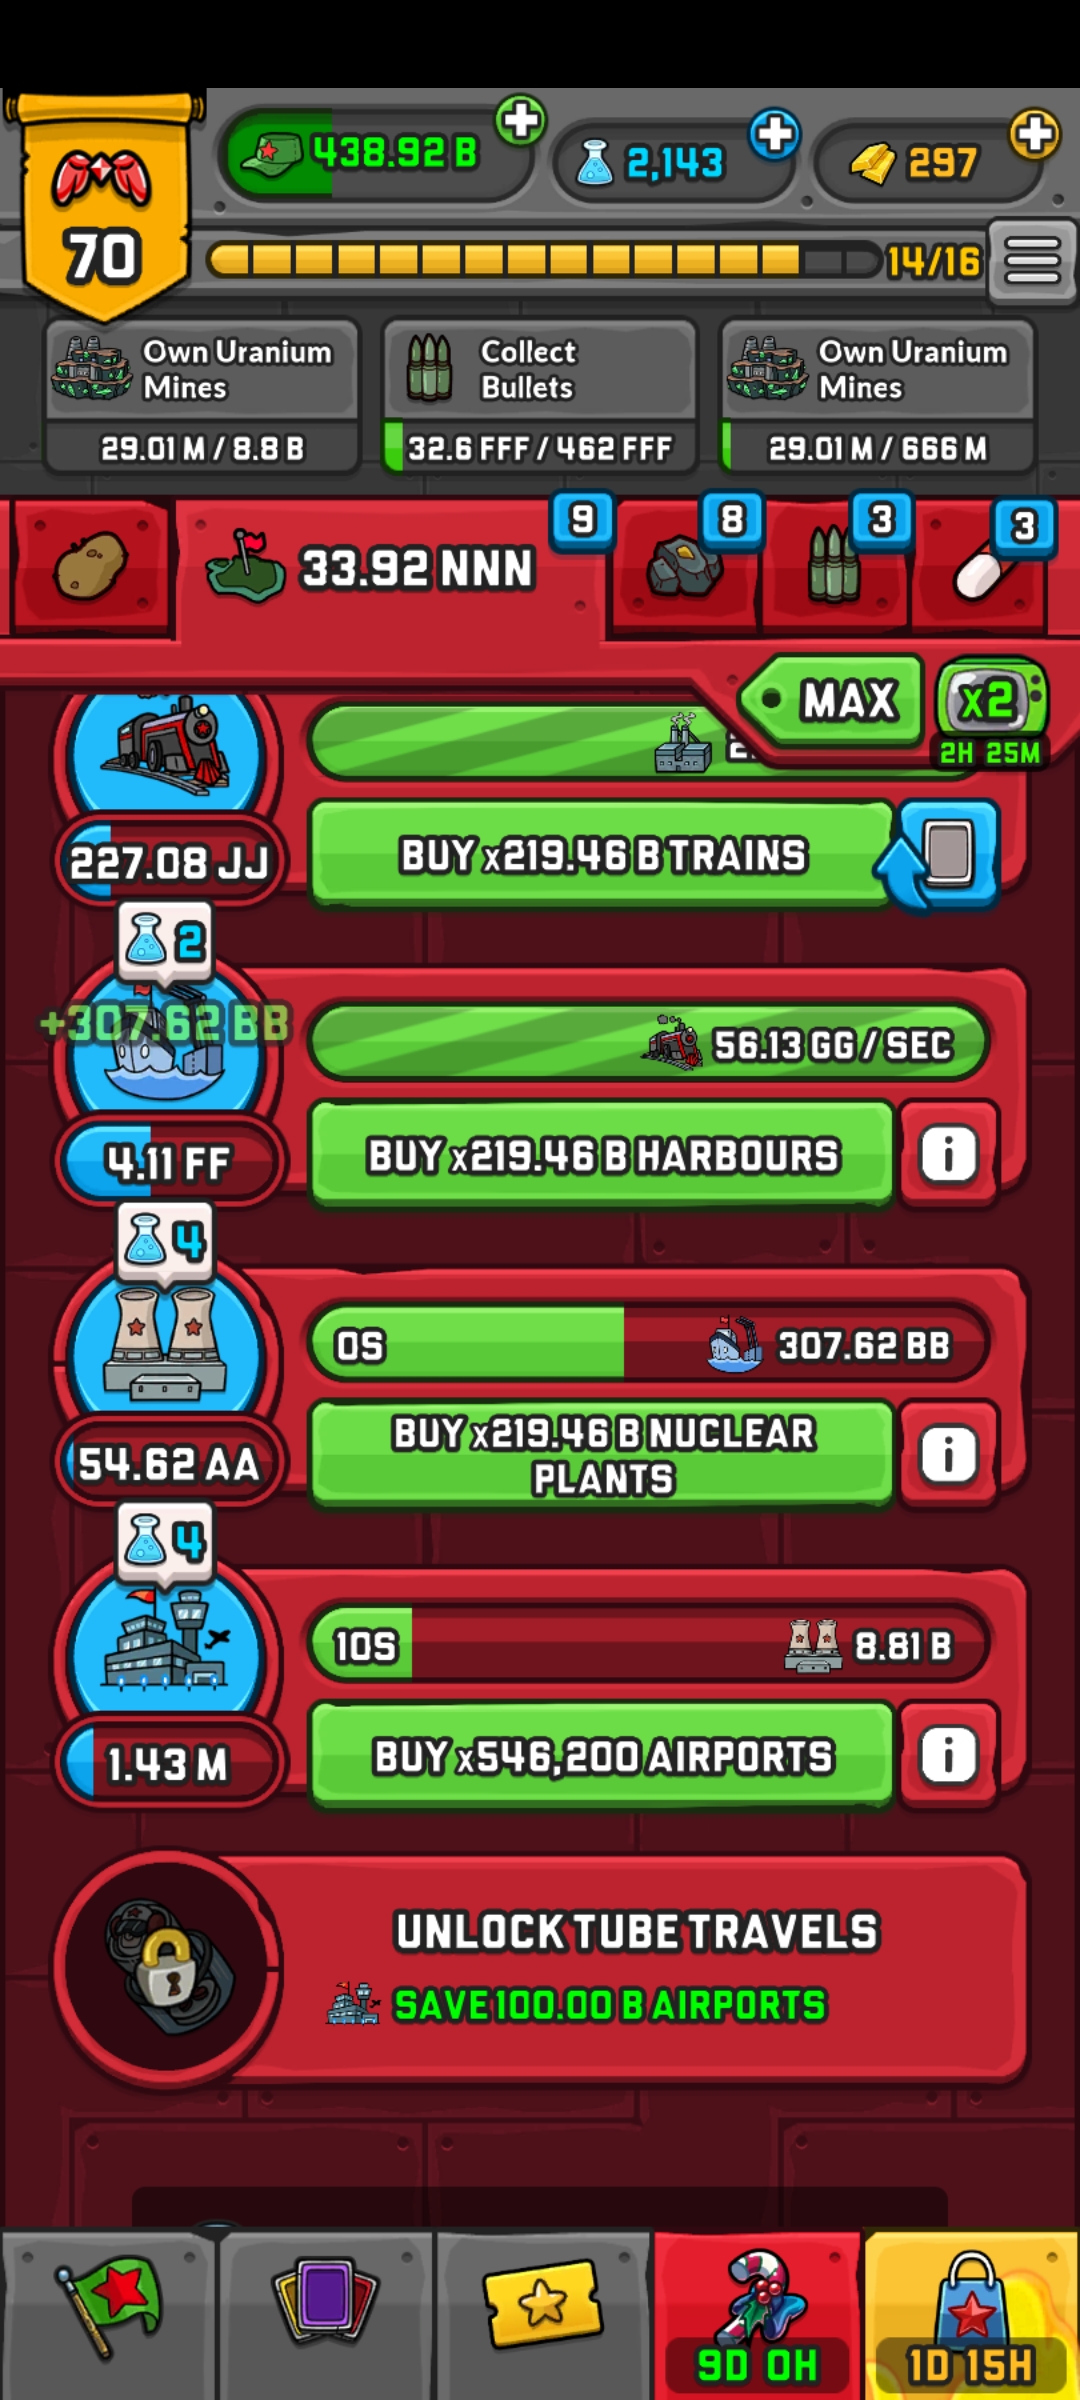 438.92 B
2,143
297
70
14/16
Own Uranium Mines
29.01 M / 8.8 B
Collect Bullets
32.6 FFF / 462 FFF
Own Uranium Mines
29.01 M / 666 M
33.92 NNN
9
8
3
3
MAX
x2
2H 25M
227.08 JJ
BUY x219.46 B TRAINS
2
+307.62 BB
56.13 GG / SEC
4.11 FF
BUY x219.46 B HARBOURS
i
4
0S
307.62 BB
54.62 AA
BUY x219.46 B NUCLEAR
PLANTS
i
4
10S
8.81 B
1.43 M
BUY x546,200 AIRPORTS
i
UNLOCK TUBE TRAVELS
SAVE 100.00 B AIRPORTS
9D 0H
1D 15H